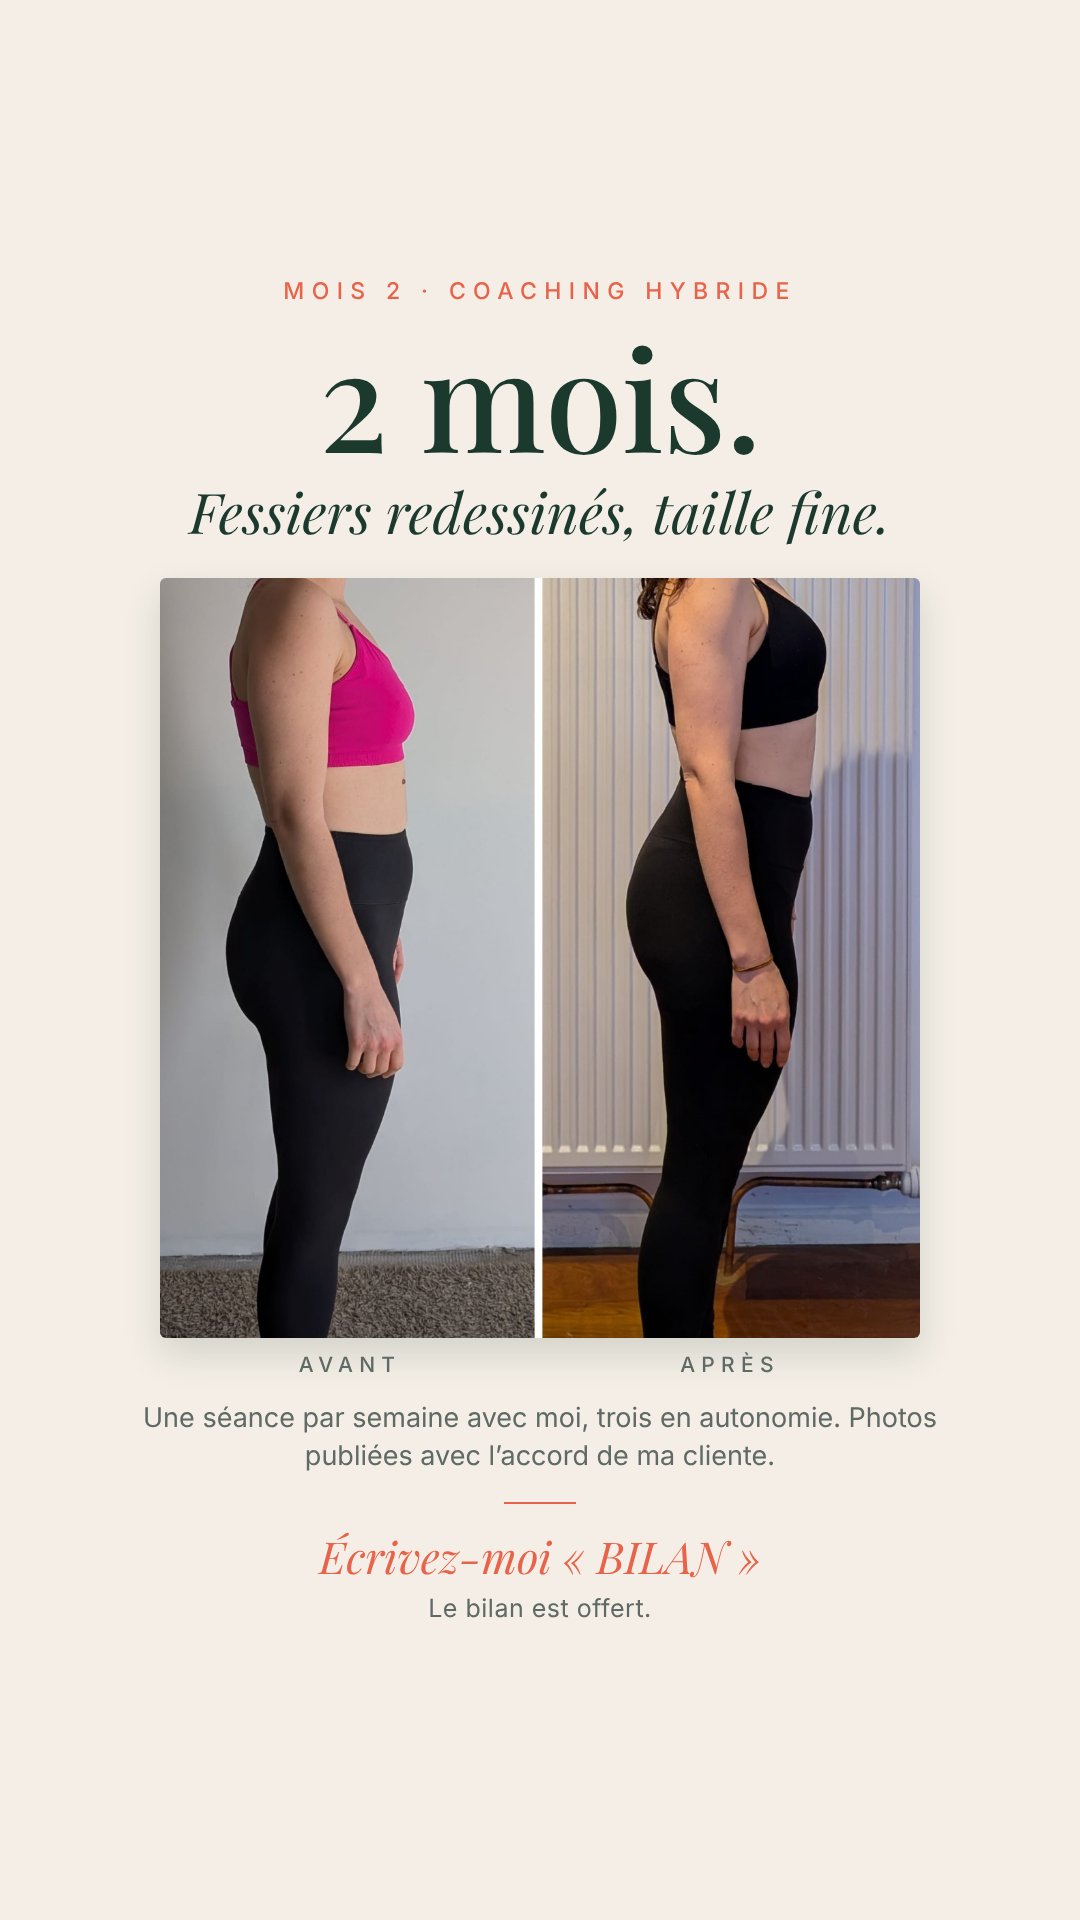 MOIS 2 · COACHING HYBRIDE
2 mois.
Fessiers redessinés, taille fine.
AVANT
APRÈS
Une séance par semaine avec moi, trois en autonomie. Photos
publiées avec l’accord de ma cliente.
Écrivez-moi « BILAN »
Le bilan est offert.